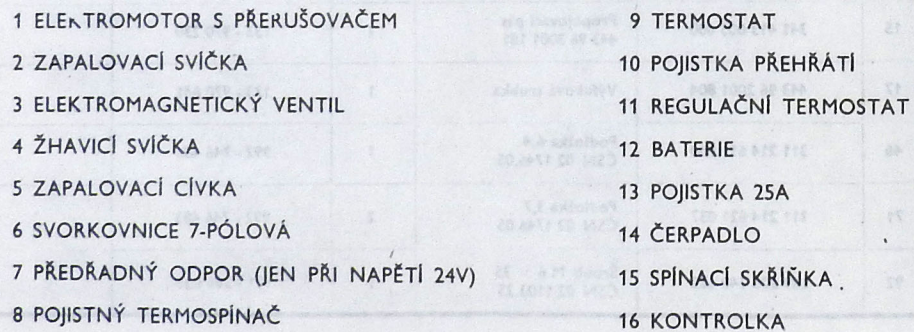 1 ELEKTROMOTOR S PŘERUŠOVAČEM
2 ZAPALOVACÍ SVÍČKA
3 ELEKTROMAGNETICKÝ VENTIL
4 ŽHAVICÍ SVÍČKA
5 ZAPALOVACÍ CÍVKA
6 SVORKOVNICE 7-PÓLOVÁ
7 PŘEDŘADNÝ ODPOR (JEN PŘI NAPĚTÍ 24V)
8 POJISTNÝ TERMOSPÍNAČ
9 TERMOSTAT
10 POJISTKA PŘEHŘÁTÍ
11 REGULAČNÍ TERMOSTAT
12 BATERIE
13 POJISTKA 25A
14 ČERPADLO
15 SPÍNACÍ SKŘÍŇKA
16 KONTROLKA